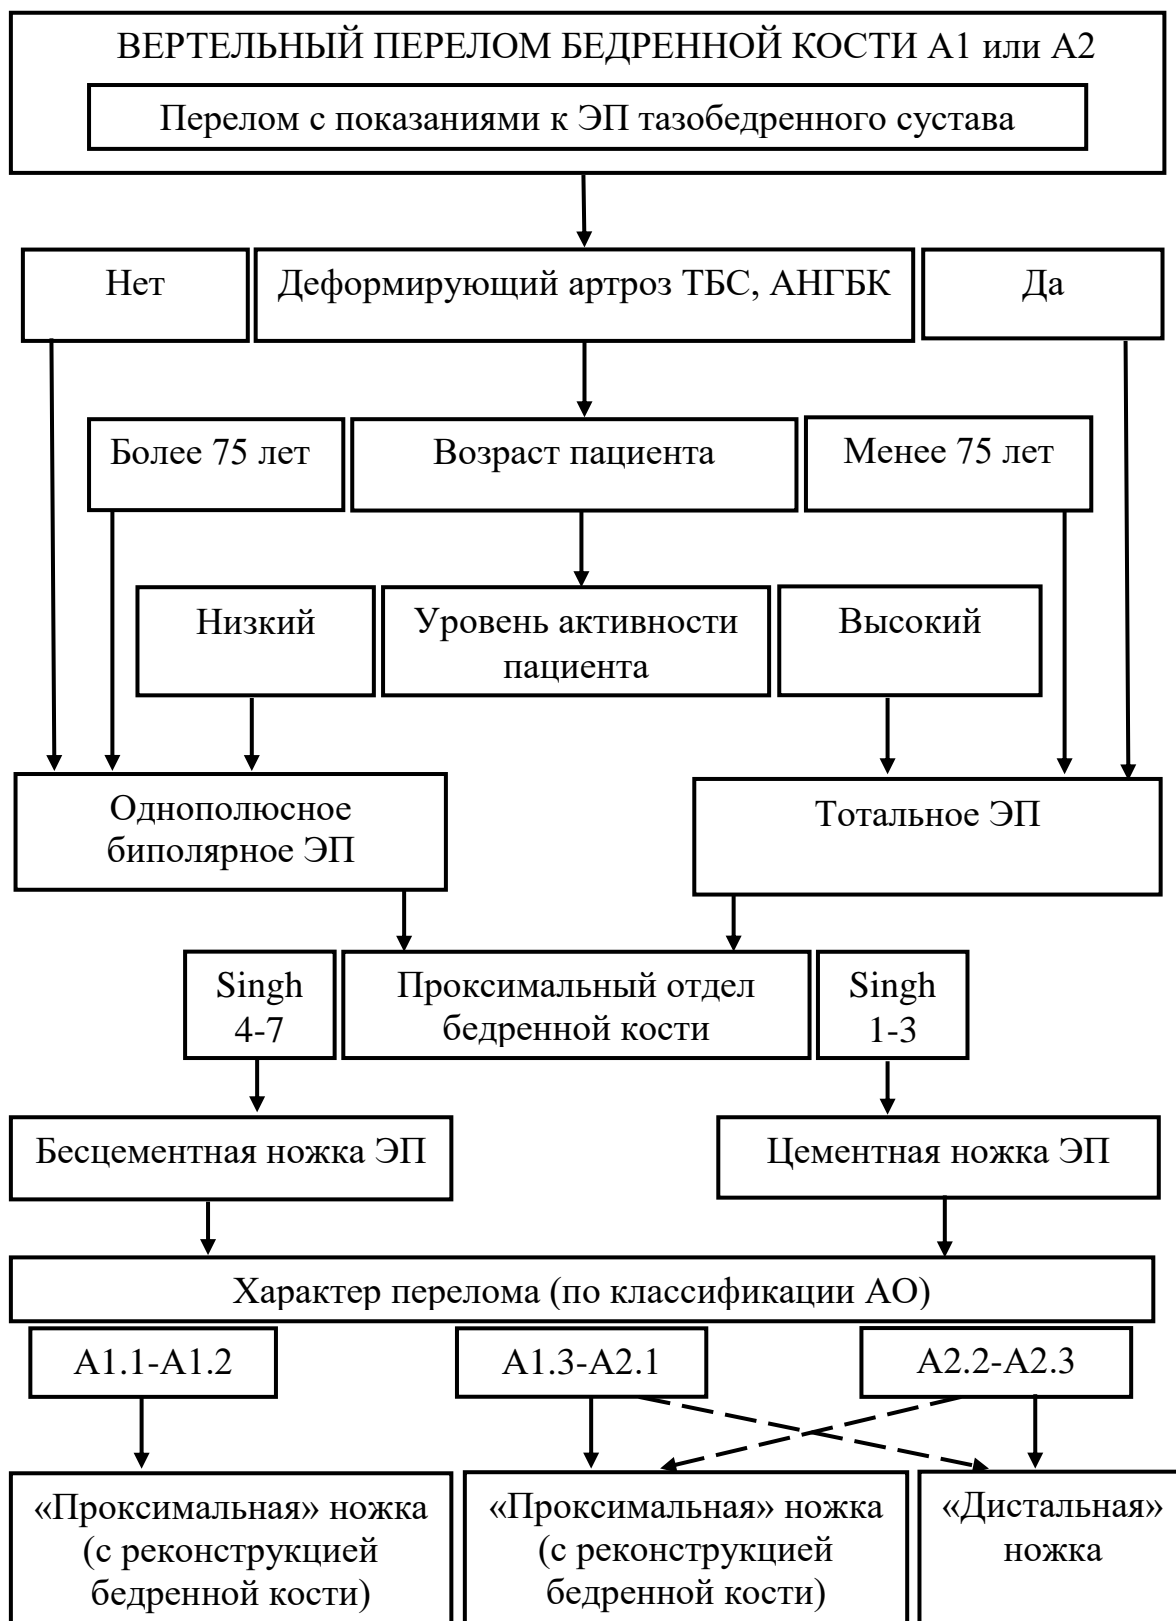 ВЕРТЕЛЬНЫЙ ПЕРЕЛОМ БЕДРЕННОЙ КОСТИ А1 или А2
Перелом с показаниями к ЭП тазобедренного сустава
Нет
Деформирующий артроз ТБС, АНГБК
Да
Более 75 лет
Возраст пациента
Менее 75 лет
Низкий
Уровень активности
пациента
Высокий
Однополюсное
биполярное ЭП
Тотальное ЭП
Singh
4-7
Проксимальный отдел
бедренной кости
Singh
1-3
Бесцементная ножка ЭП
Цементная ножка ЭП
Характер перелома (по классификации АО)
А1.1-А1.2
А1.3-А2.1
А2.2-А2.3
«Проксимальная» ножка
(с реконструкцией
бедренной кости)
«Проксимальная» ножка
(с реконструкцией
бедренной кости)
«Дистальная»
ножка